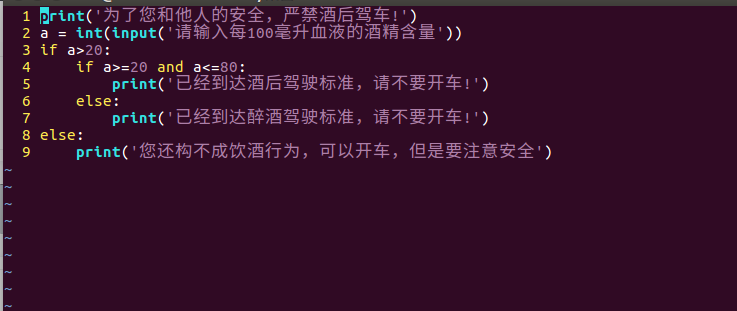 1 print('为了您和他人的安全，严禁酒后驾车!')
2 a = int(input('请输入每100毫升血液的酒精含量'))
3 if a>20:
4     if a>=20 and a<=80:
5         print('已经到达酒后驾驶标准，请不要开车!')
6     else:
7         print('已经到达醉酒驾驶标准，请不要开车!')
8 else:
9     print('您还构不成饮酒行为，可以开车，但是要注意安全')
~
~
~
~
~
~
~
~
~